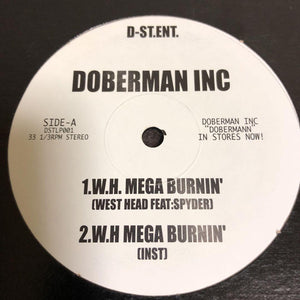 D-ST.ENT.
DOBERMAN INC
SIDE-A
DSTLP001
33 1/3RPM STEREO
DOBERMAN INC
"DOBERMANN
IN STORES NOW!
1.W.H. MEGA BURNIN'
(WEST HEAD FEAT:SPYDER)
2.W.H MEGA BURNIN'
(INST)